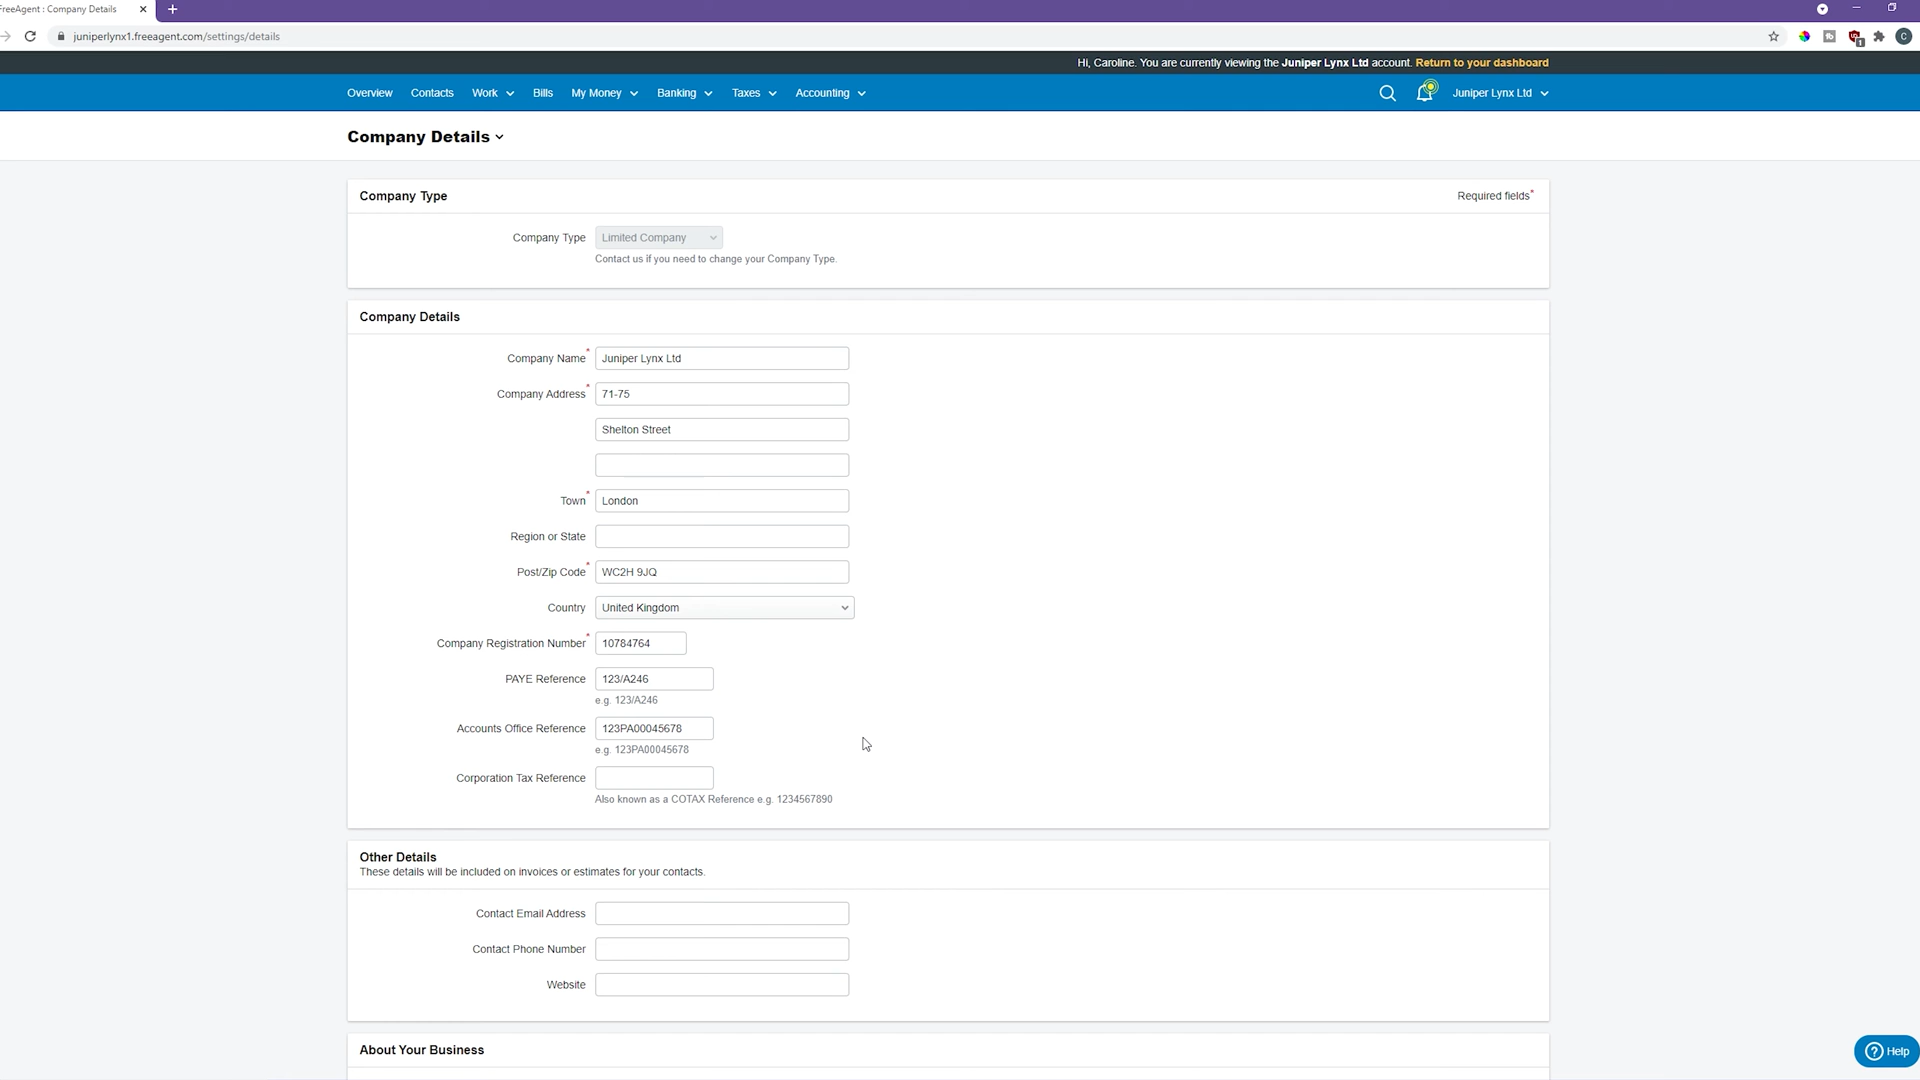 FreeAgent : Company Details
juniperlynx1.freeagent.com/settings/details
C
1
Hi, Caroline. You are currently viewing the Juniper Lynx Ltd account. Return to your dashboard
Overview Contacts Work Bills My Money Banking Taxes Accounting Juniper Lynx Ltd
Company Details
Company Type Required fields*
Company Type Limited Company
Contact us if you need to change your Company Type.
Company Details
Company Name* Juniper Lynx Ltd
Company Address* 71-75
Shelton Street
Town* London
Region or State
Post/Zip Code* WC2H 9JQ
Country United Kingdom
Company Registration Number* 10784764
PAYE Reference 123/A246
e.g. 123/A246
Accounts Office Reference 123PA00045678
e.g. 123PA00045678
Corporation Tax Reference
Also known as a COTAX Reference e.g. 1234567890
Other Details
These details will be included on invoices or estimates for your contacts.
Contact Email Address
Contact Phone Number
Website
About Your Business
? Help